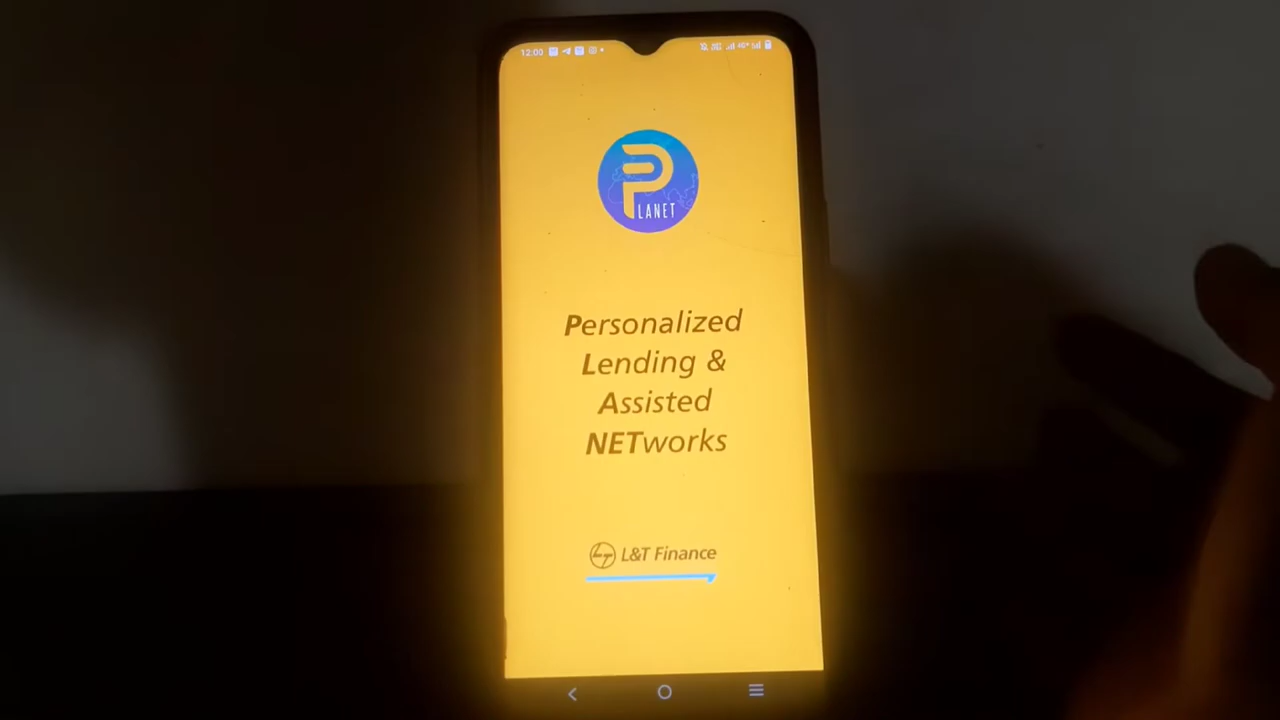 12:00
PLANET
Personalized
Lending &
Assisted
NETworks
L&T Finance